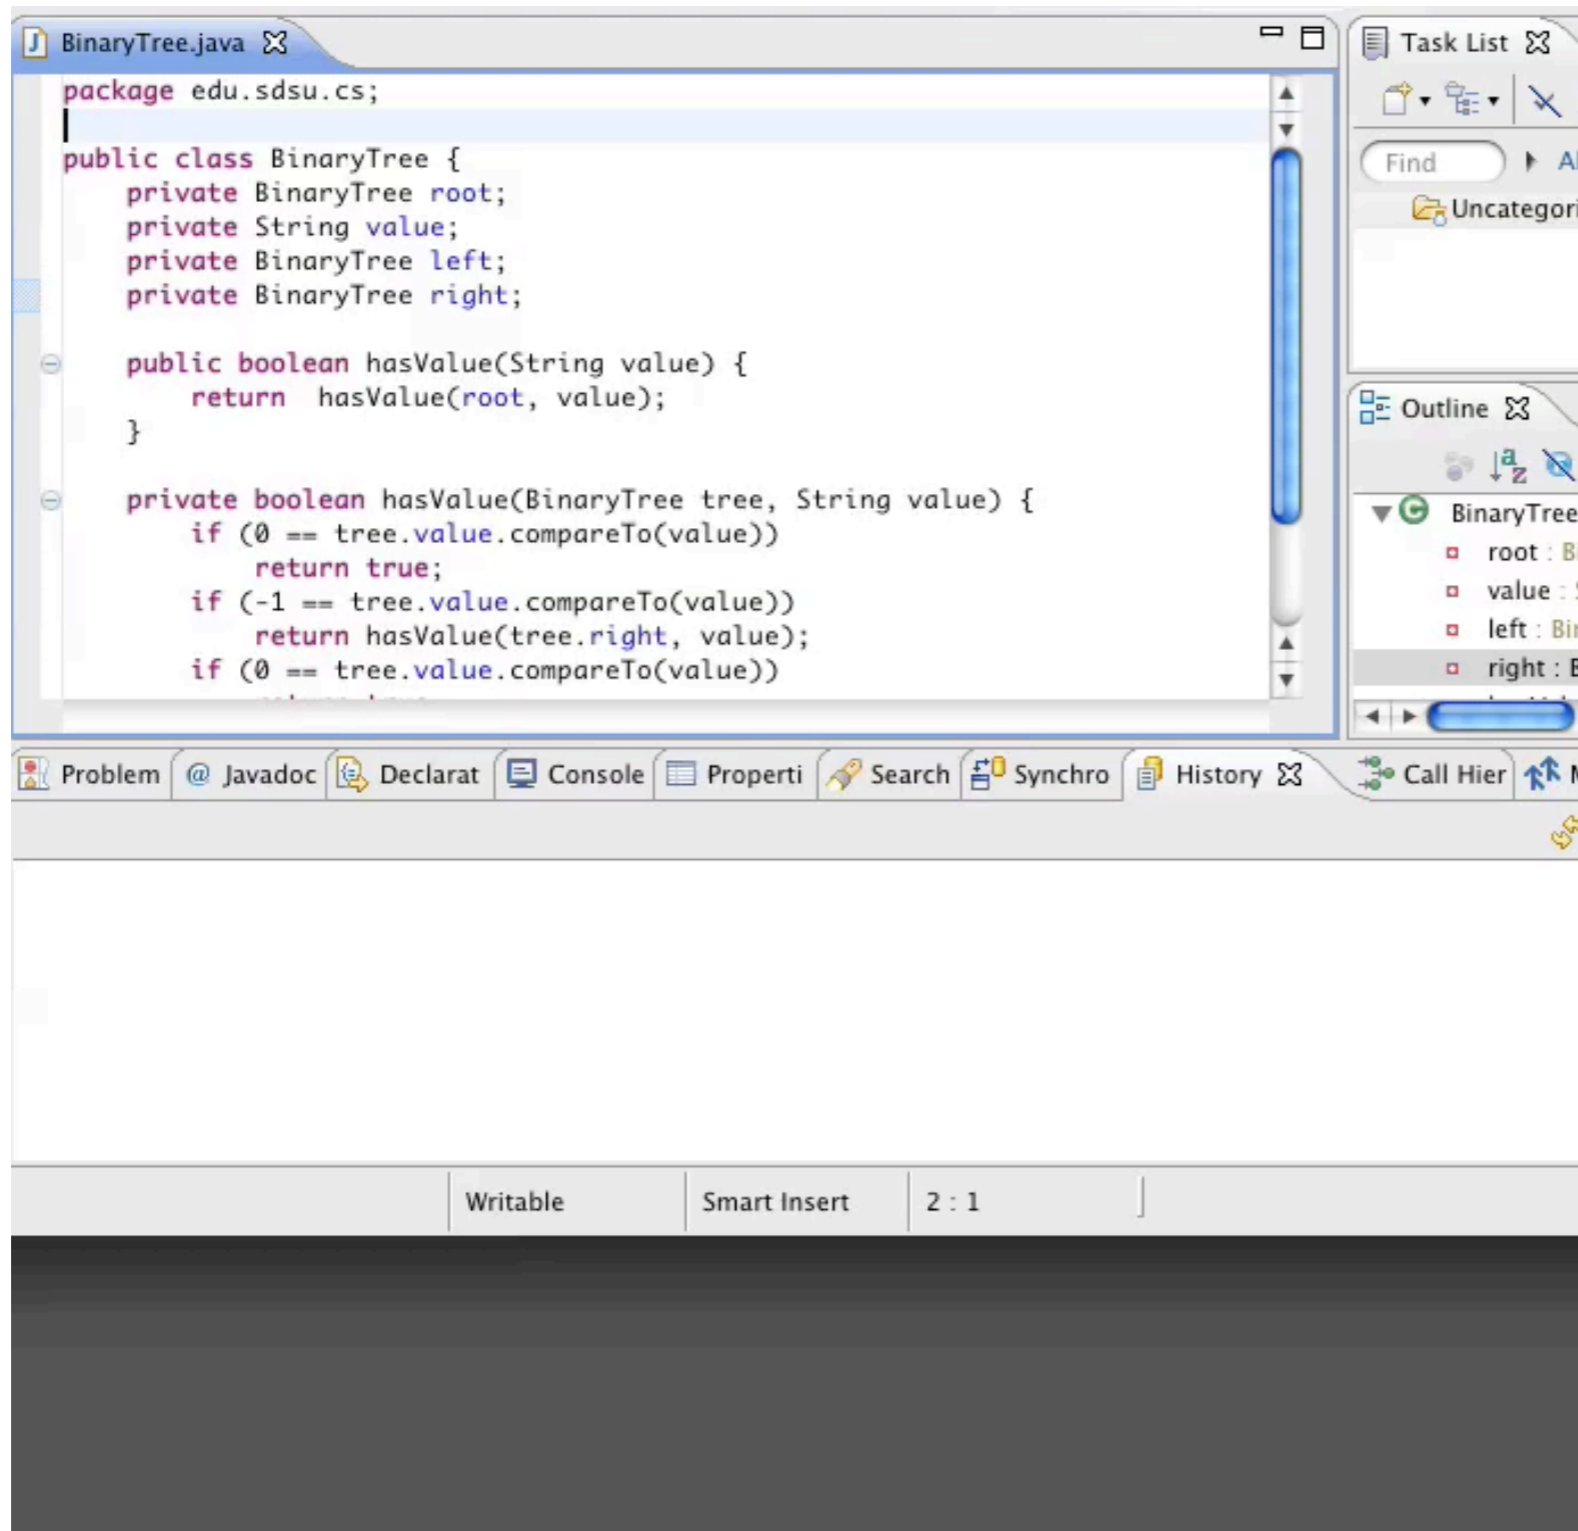 BinaryTree.java
package edu.sdsu.cs;
public class BinaryTree {
private BinaryTree root;
private String value;
private BinaryTree left;
private BinaryTree right;
public boolean hasValue(String value) {
return  hasValue(root, value);
}
private boolean hasValue(BinaryTree tree, String value) {
if (0 == tree.value.compareTo(value))
return true;
if (-1 == tree.value.compareTo(value))
return hasValue(tree.right, value);
if (0 == tree.value.compareTo(value))
Task List
Find
Uncategori
Outline
BinaryTree
root : B
value :
left : Bin
right : B
Problem @ Javadoc Declarat Console Properti Search Synchro History Call Hier
Writable Smart Insert 2 : 1